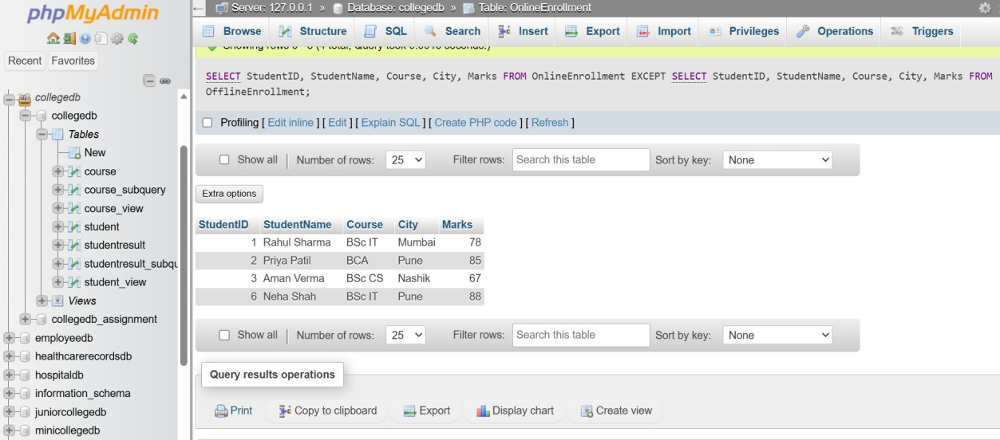 phpMyAdmin
Recent
Favorites
collegedb
collegedb
Tables
New
course
course_subquery
course_view
student
studentresult
studentresult_subqu
student_view
Views
collegedb_assignment
employeedb
healthcarerecordsdb
hospitaldb
information_schema
juniorcollegedb
minicollegedb
Server: 127.0.0.1 » Database: collegedb » Table: OnlineEnrollment
Browse Structure SQL Search Insert Export Import Privileges Operations Triggers
SELECT StudentID, StudentName, Course, City, Marks FROM OnlineEnrollment EXCEPT SELECT StudentID, StudentName, Course, City, Marks FROM
OfflineEnrollment;
Profiling [ Edit inline ] [ Edit ] [ Explain SQL ] [ Create PHP code ] [ Refresh ]
Show all Number of rows: 25 Filter rows: Search this table Sort by key: None
Extra options
StudentID StudentName Course City Marks
1 Rahul Sharma BSc IT Mumbai 78
2 Priya Patil BCA Pune 85
3 Aman Verma BSc CS Nashik 67
6 Neha Shah BSc IT Pune 88
Show all Number of rows: 25 Filter rows: Search this table Sort by key: None
Query results operations
Print Copy to clipboard Export Display chart Create view